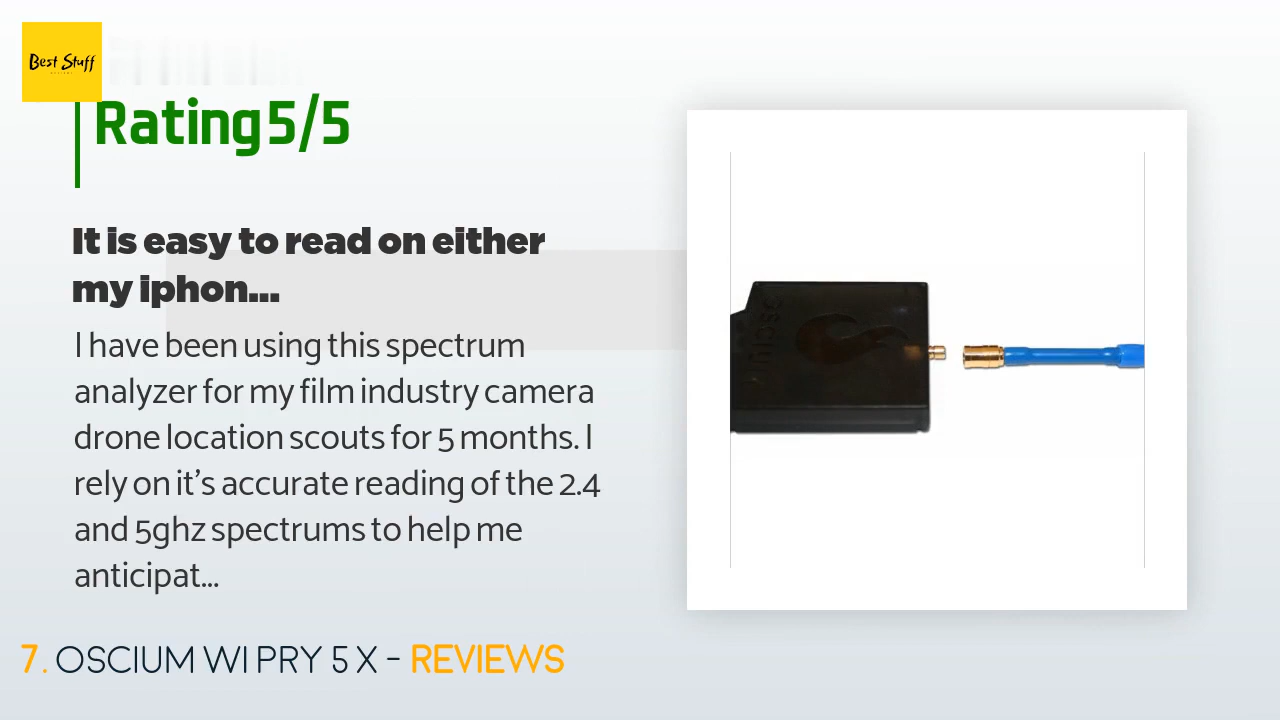 Best Stuff
Rating 5/5
It is easy to read on either
my iphon...
I have been using this spectrum
analyzer for my film industry camera
drone location scouts for 5 months. I
rely on it's accurate reading of the 2.4
and 5ghz spectrums to help me
anticipat...
7. OSCIUM WI PRY 5 X - REVIEWS